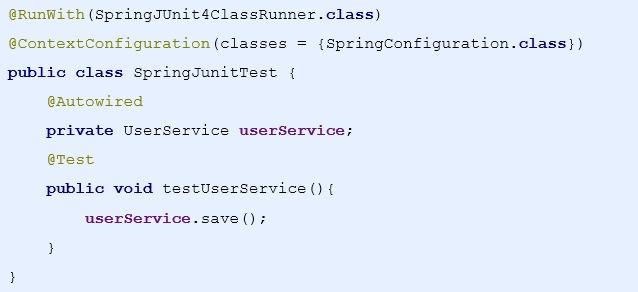 @RunWith(SpringJUnit4ClassRunner.class)
@ContextConfiguration(classes = {SpringConfiguration.class})
public class SpringJunitTest {
    @Autowired
    private UserService userService;
    @Test
    public void testUserService(){
        userService.save();
    }
}